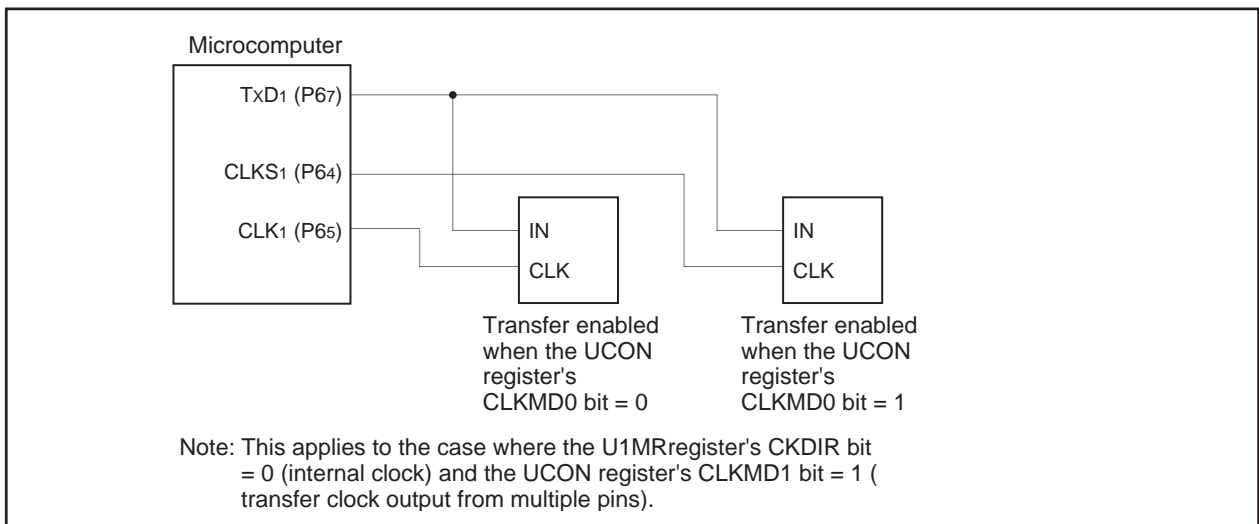 Microcomputer
TXD1 (P67)
CLKS1 (P64)
CLK1 (P65)
IN
CLK
IN
CLK
Transfer enabled
when the UCON
register's
CLKMD0 bit = 0
Transfer enabled
when the UCON
register's
CLKMD0 bit = 1
Note: This applies to the case where the U1MRregister's CKDIR bit
= 0 (internal clock) and the UCON register's CLKMD1 bit = 1 (
transfer clock output from multiple pins).